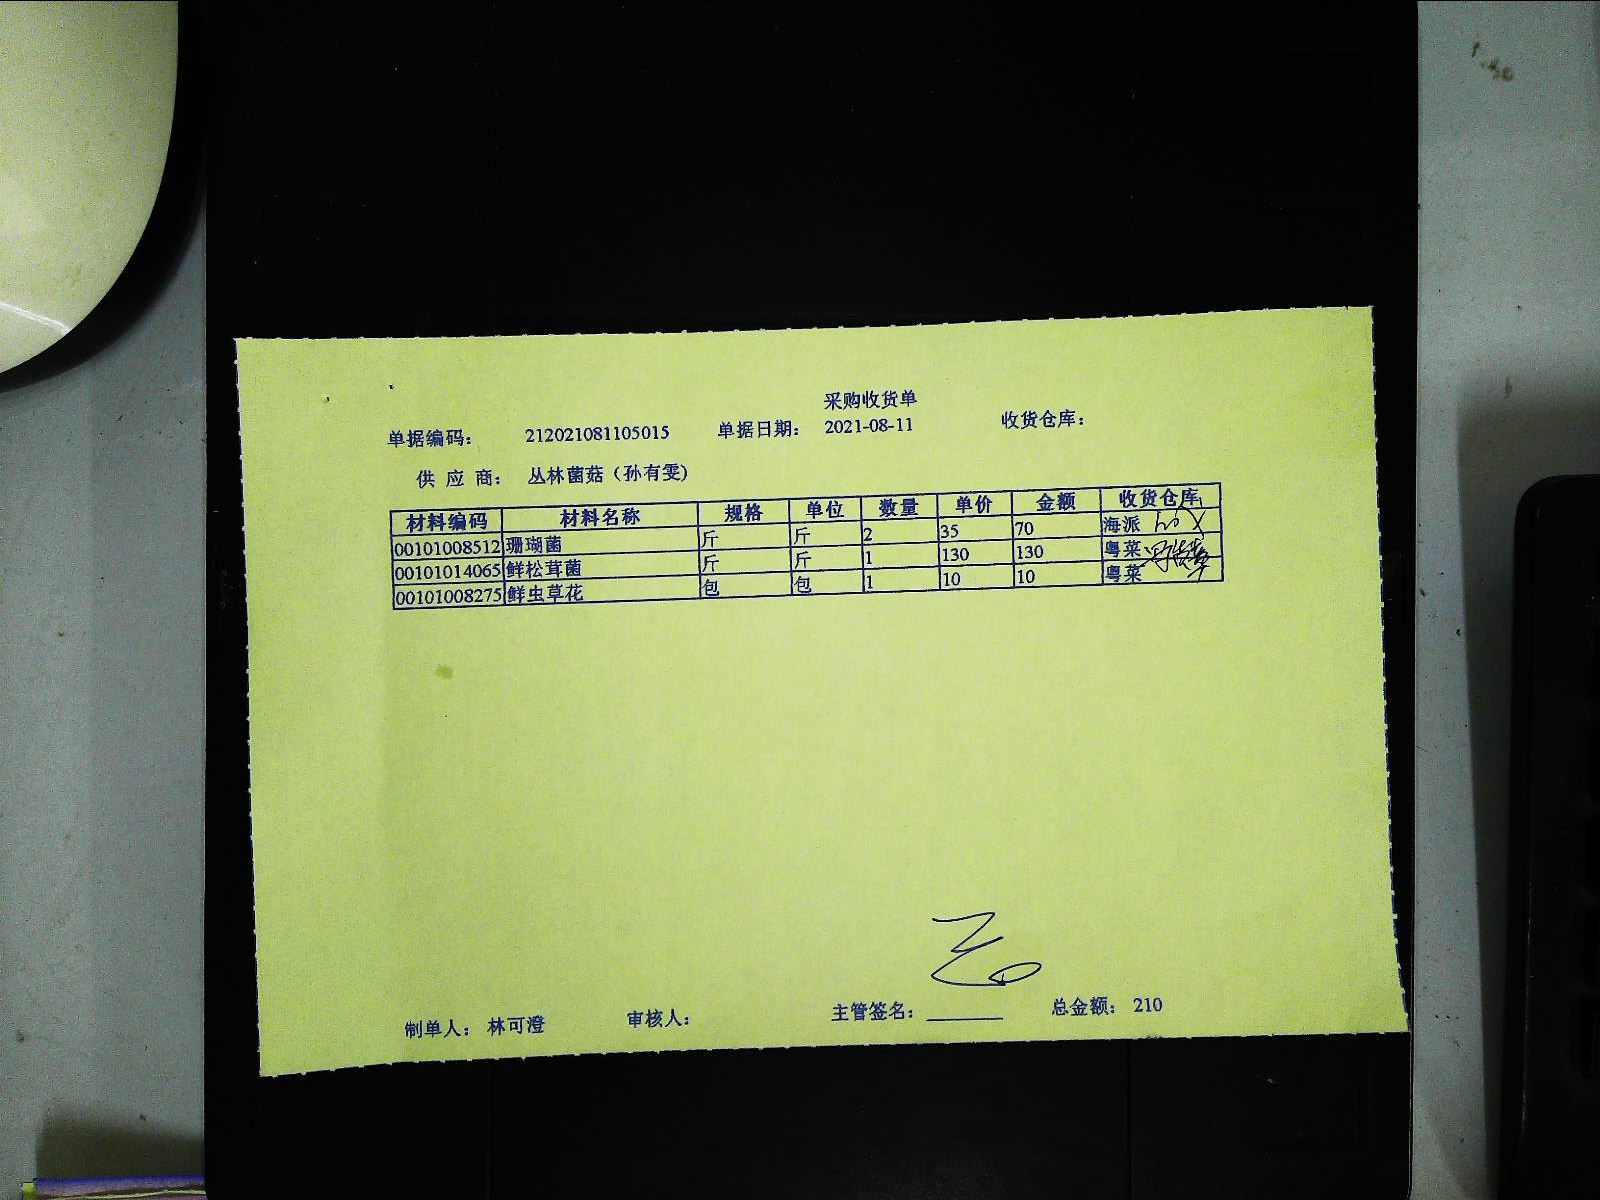 采购收货单
单据编码： 212021081105015 单据日期： 2021-08-11 收货仓库：
供 应 商： 丛林菌菇（孙有雯）
材料编码 材料名称 规格 单位 数量 单价 金额 收货仓库
00101008512 珊瑚菌 斤 斤 2 35 70 海派
00101014065 鲜松茸菌 斤 斤 1 130 130 粤菜
00101008275 鲜虫草花 包 包 1 10 10 粤菜
制单人： 林可澄 审核人： 主管签名： 总金额： 210